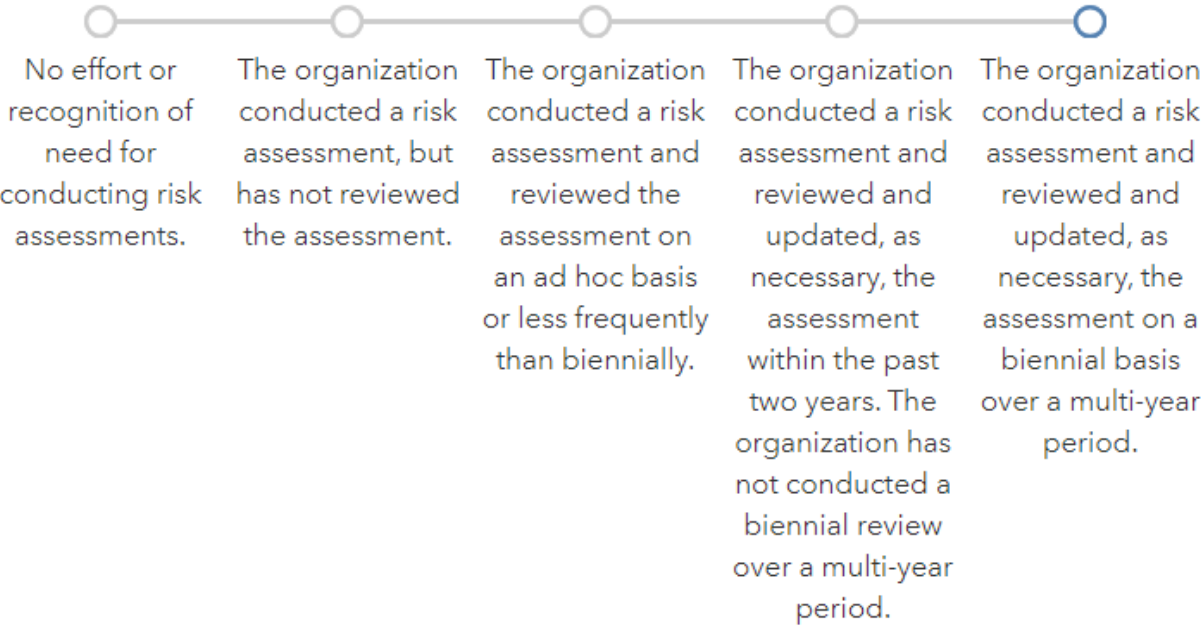 No effort or
recognition of
need for
conducting risk
assessments.
The organization
conducted a risk
assessment, but
has not reviewed
the assessment.
The organization
conducted a risk
assessment and
reviewed the
assessment on
an ad hoc basis
or less frequently
than biennially.
The organization
conducted a risk
assessment and
reviewed and
updated, as
necessary, the
assessment
within the past
two years. The
organization has
not conducted a
biennial review
over a multi-year
period.
The organization
conducted a risk
assessment and
reviewed and
updated, as
necessary, the
assessment on a
biennial basis
over a multi-year
period.